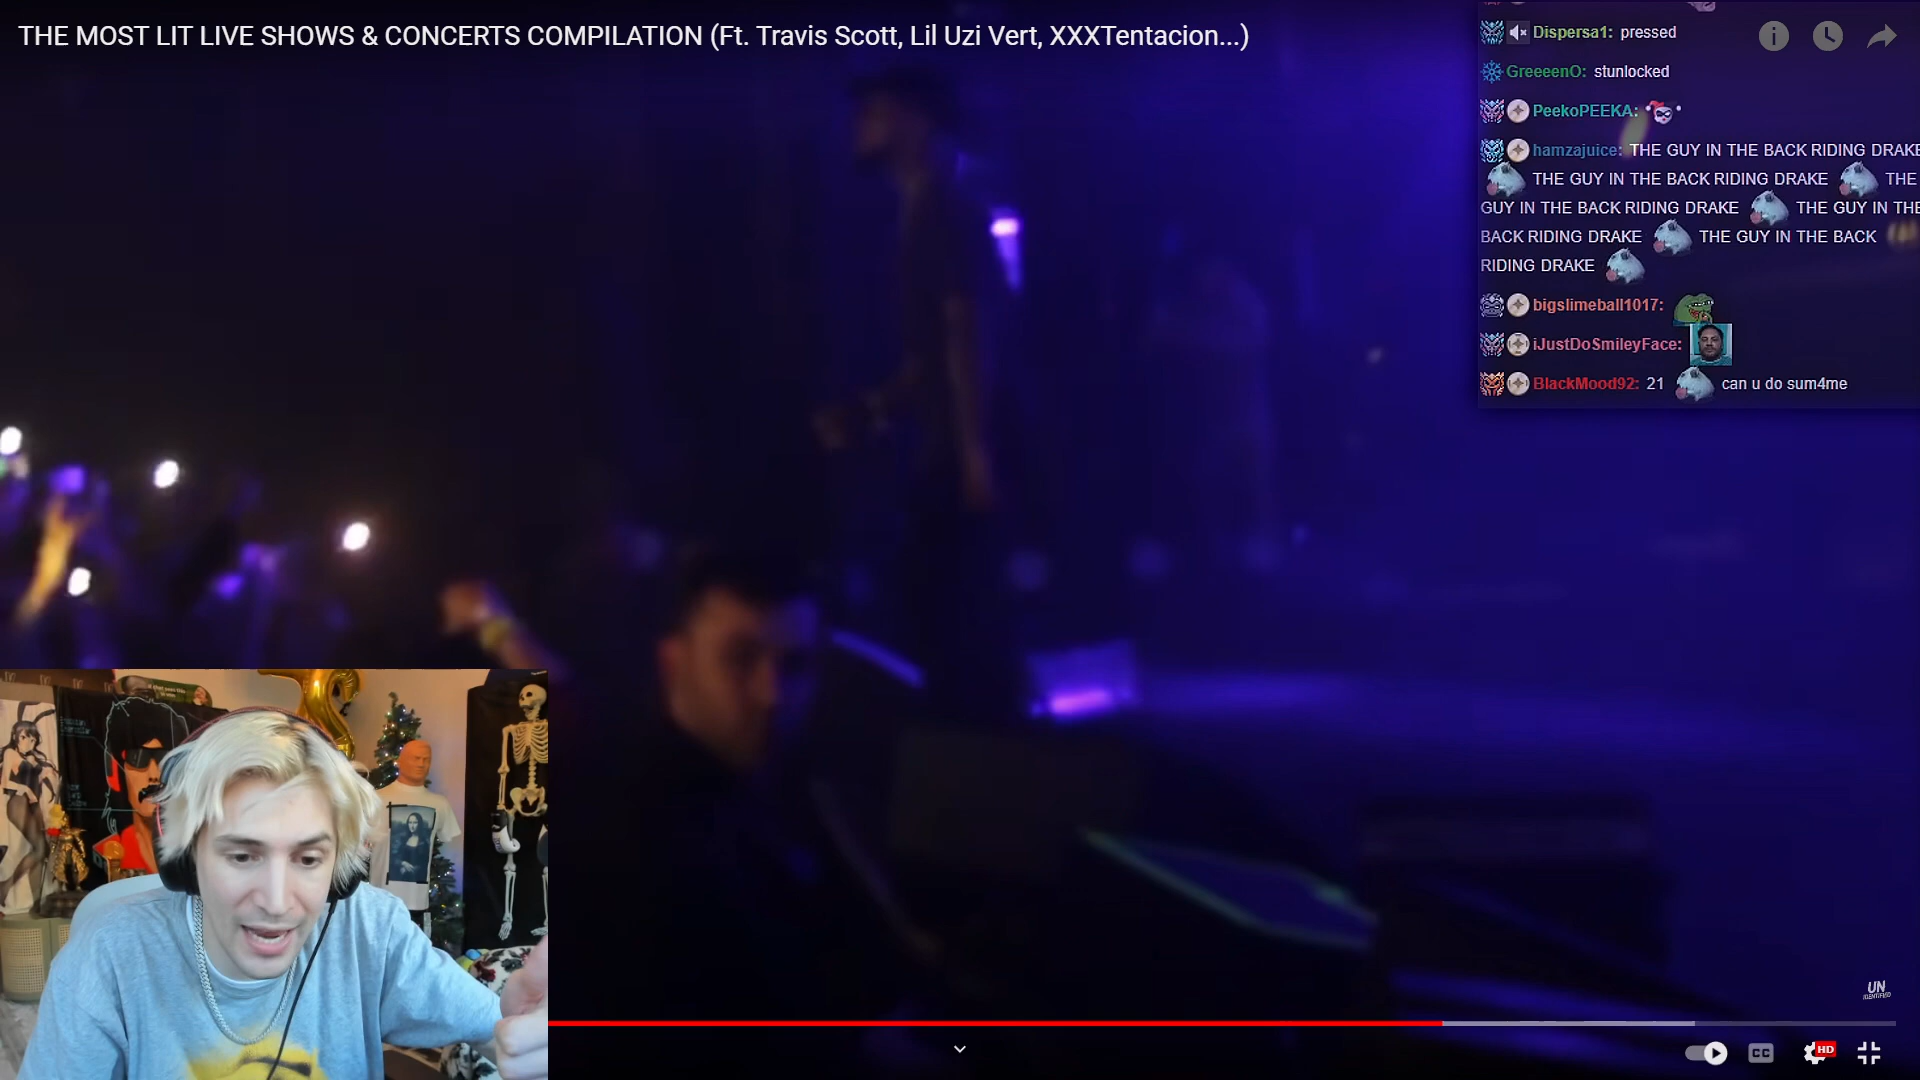 THE MOST LIT LIVE SHOWS & CONCERTS COMPILATION (Ft. Travis Scott, Lil Uzi Vert, XXXTentacion...)
Dispersa1: pressed
GreeeenO: stunlocked
PeekoPEEKA:
hamzajuice: THE GUY IN THE BACK RIDING DRAKE
THE GUY IN THE BACK RIDING DRAKE THE
GUY IN THE BACK RIDING DRAKE THE GUY IN THE
BACK RIDING DRAKE THE GUY IN THE BACK
RIDING DRAKE
bigslimeball1017:
iJustDoSmileyFace:
BlackMood92: 21 can u do sum4me
UN
IDENTIFIED
CC
HD